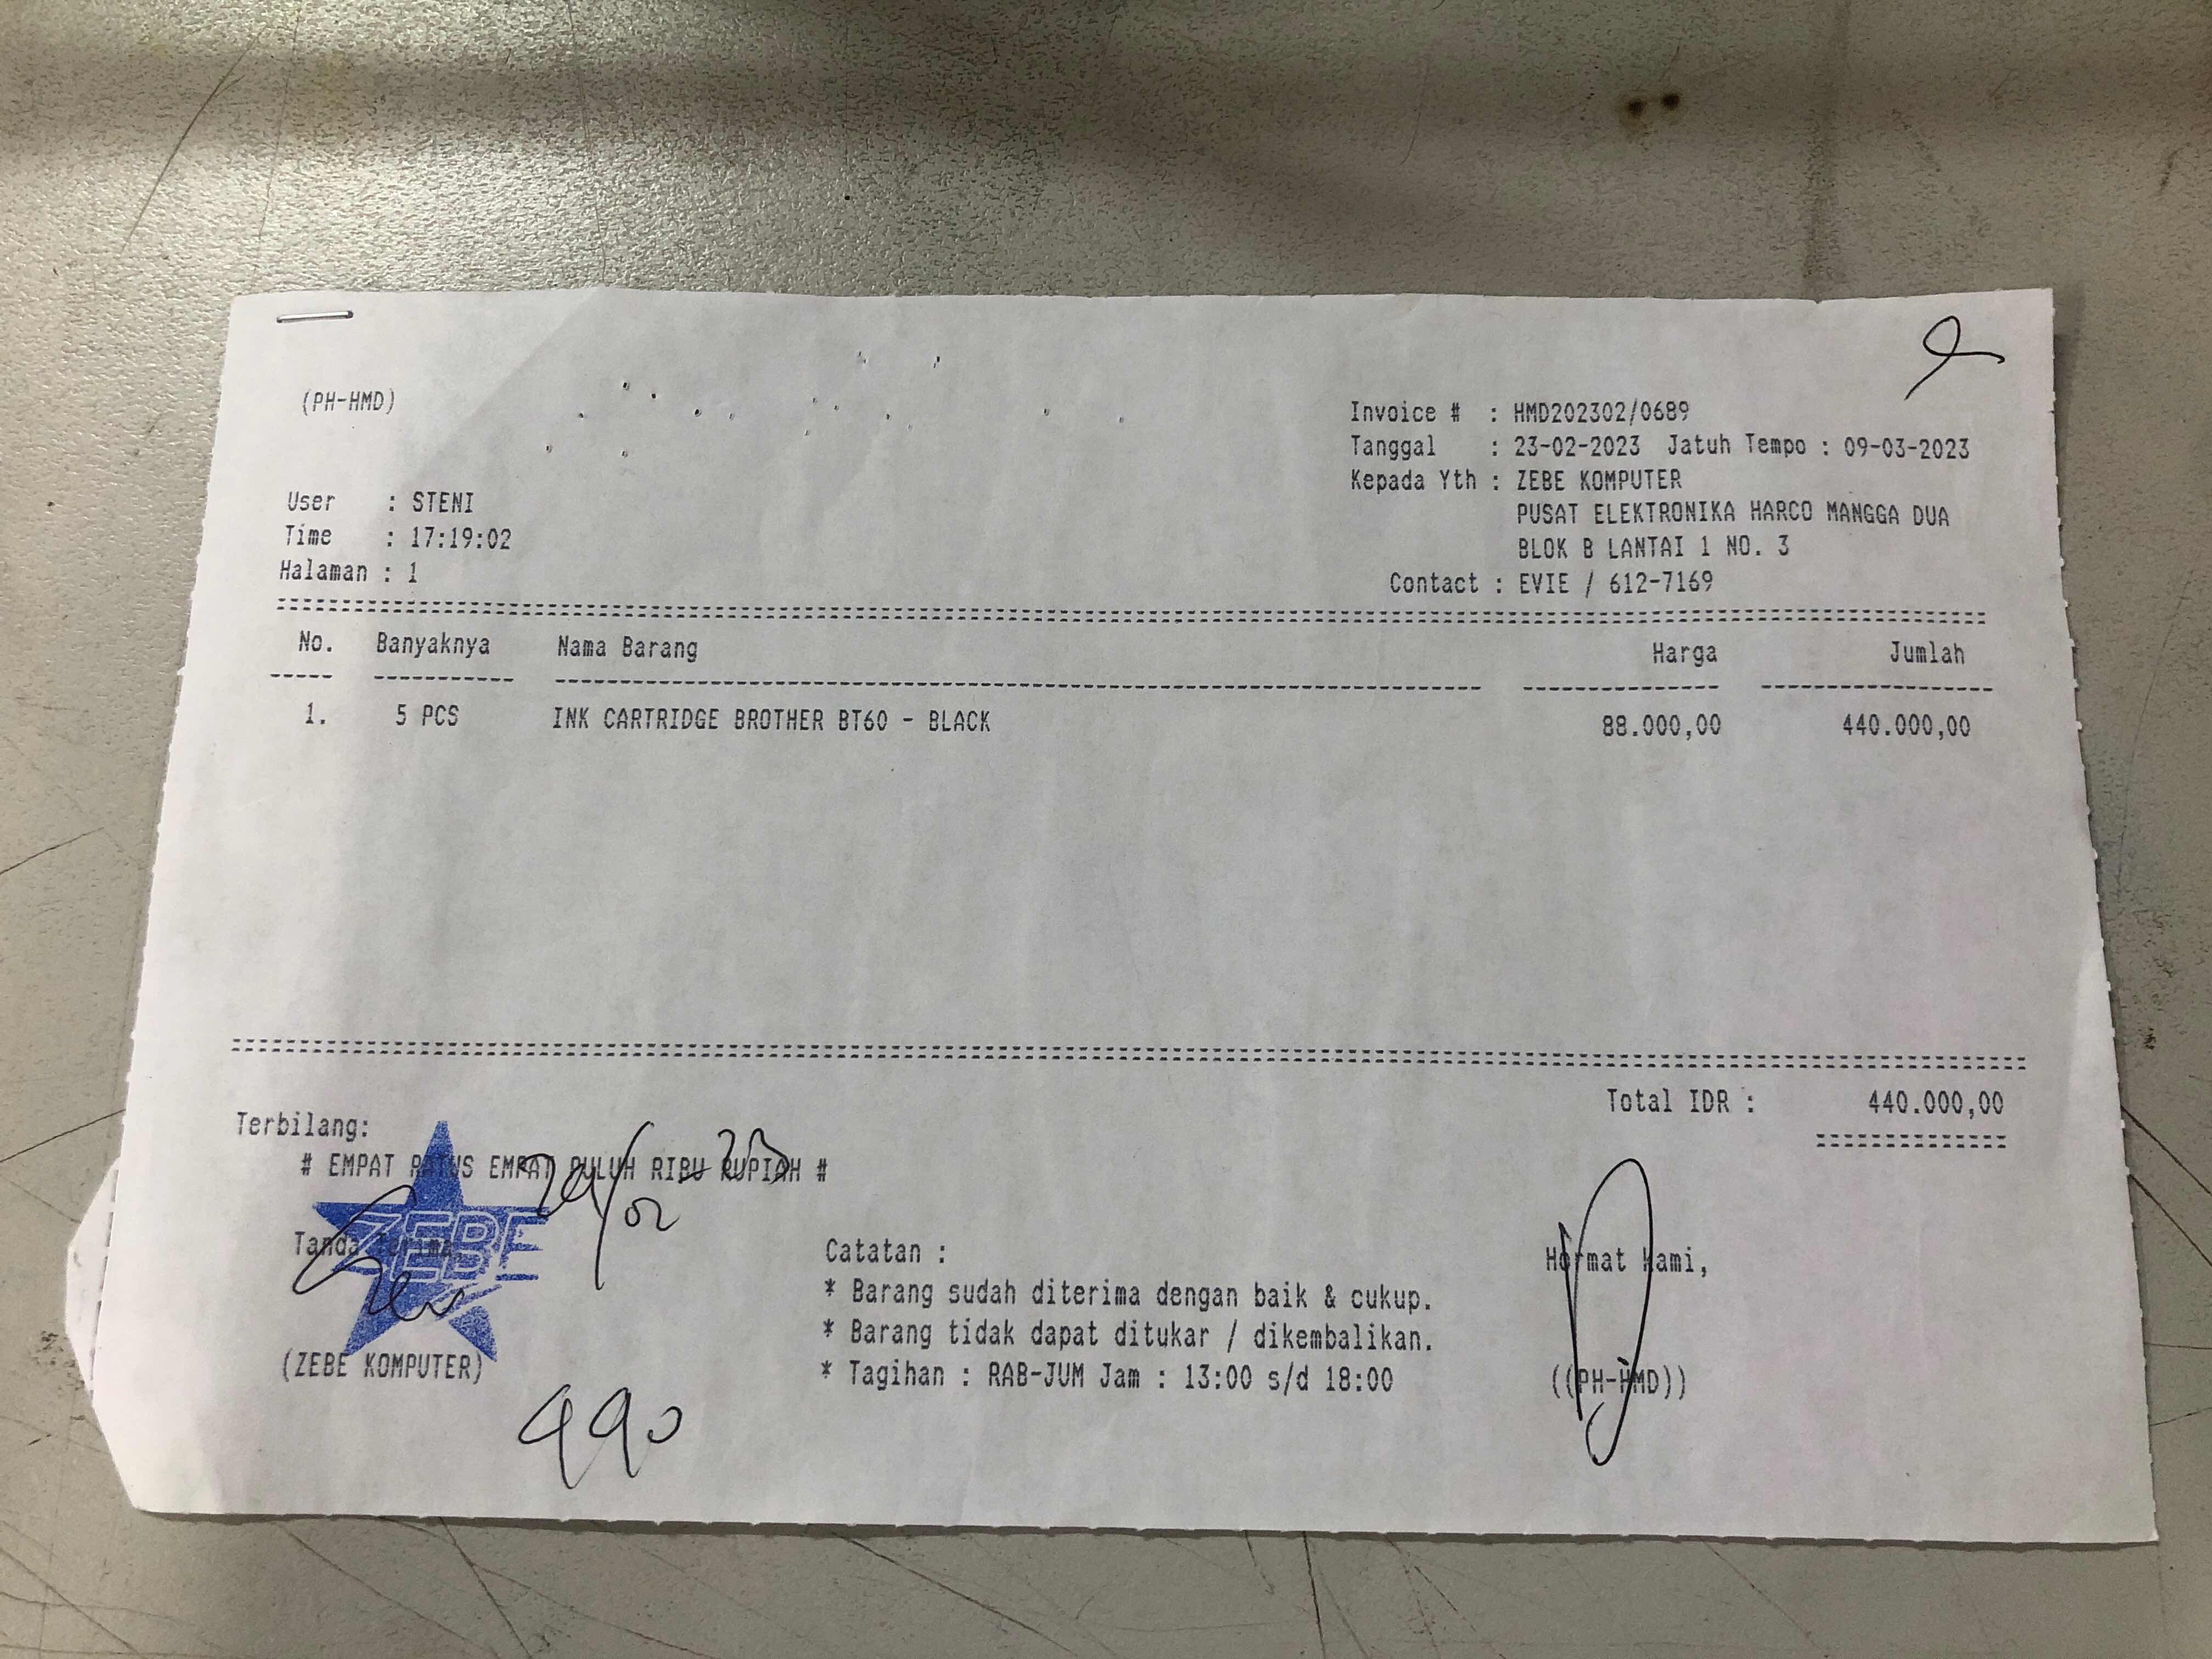 (PH-HMD)
Invoice # : HMD202302/0689
Tanggal : 23-02-2023 Jatuh Tempo : 09-03-2023
Kepada Yth : ZEBE KOMPUTER
PUSAT ELEKTRONIKA HARCO MANGGA DUA
BLOK B LANTAI 1 NO. 3
Contact : EVIE / 612-7169
User : STENI
Time : 17:19:02
Halaman : 1
No. Banyaknya Nama Barang Harga Jumlah
1. 5 PCS INK CARTRIDGE BROTHER BT60 - BLACK 88.000,00 440.000,00
Total IDR : 440.000,00
Terbilang:
# EMPAT RATUS EMPAT PULUH RIBU RUPIAH #
24/02-23
Tanda Terima,
ZEBE
(ZEBE KOMPUTER)
Catatan :
* Barang sudah diterima dengan baik & cukup.
* Barang tidak dapat ditukar / dikembalikan.
* Tagihan : RAB-JUM Jam : 13:00 s/d 18:00
Hormat Kami,
((PH-HMD))